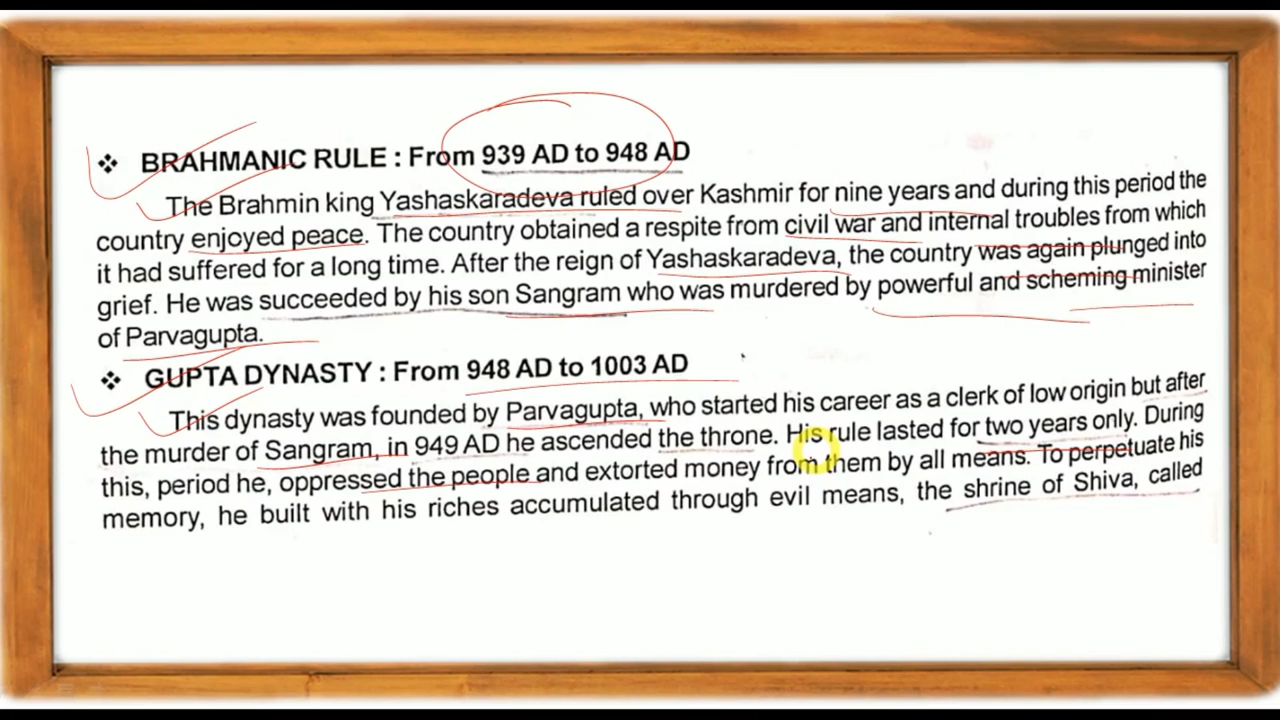 ❖ BRAHMANIC RULE : From 939 AD to 948 AD
The Brahmin king Yashaskaradeva ruled over Kashmir for nine years and during this period the
country enjoyed peace. The country obtained a respite from civil war and internal troubles from which
it had suffered for a long time. After the reign of Yashaskaradeva, the country was again plunged into
grief. He was succeeded by his son Sangram who was murdered by powerful and scheming minister
of Parvagupta.
❖ GUPTA DYNASTY : From 948 AD to 1003 AD
This dynasty was founded by Parvagupta, who started his career as a clerk of low origin but after
the murder of Sangram, in 949 AD he ascended the throne. His rule lasted for two years only. During
this, period he, oppressed the people and extorted money from them by all means. To perpetuate his
memory, he built with his riches accumulated through evil means, the shrine of Shiva, called